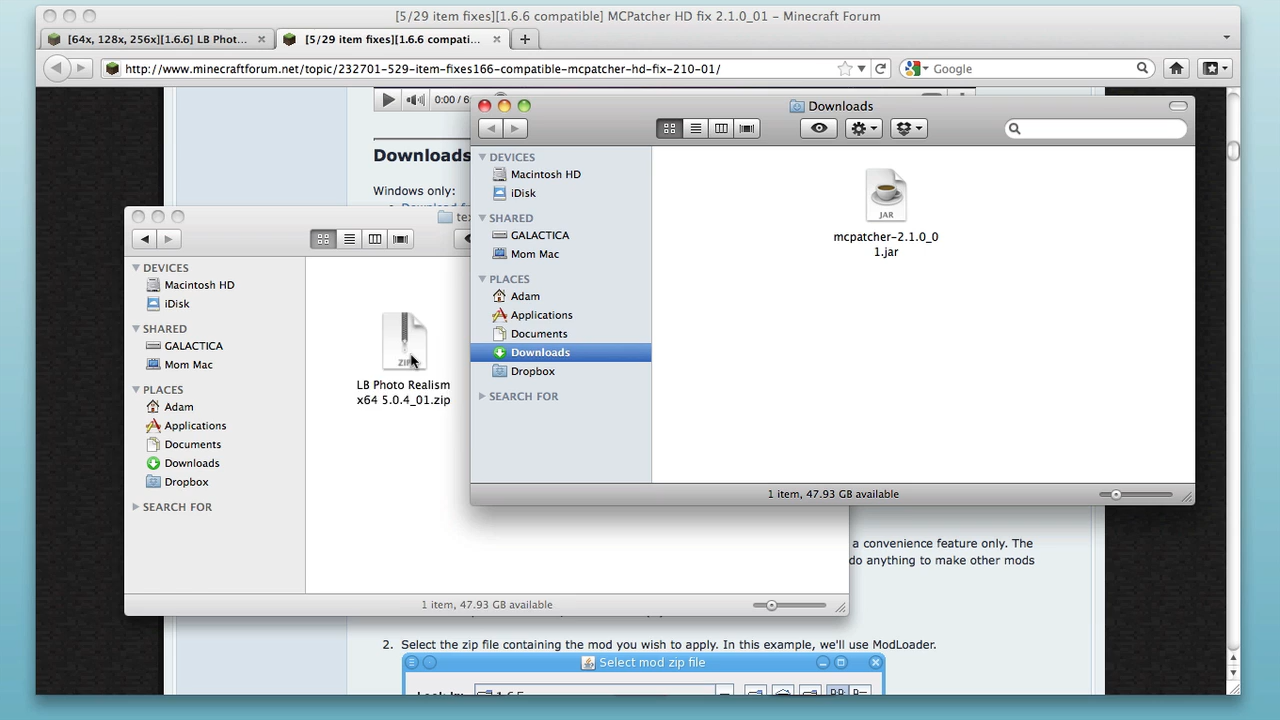 [5/29 item fixes][1.6.6 compatible] MCPatcher HD fix 2.1.0_01 – Minecraft Forum
[64x, 128x, 256x][1.6.6] LB Phot...
[5/29 item fixes][1.6.6 compati...
http://www.minecraftforum.net/topic/232701-529-item-fixes166-compatible-mcpatcher-hd-fix-210-01/
Google
0:00 / 6
Downloads
Windows only:
Downloads
DEVICES
Macintosh HD
iDisk
SHARED
GALACTICA
Mom Mac
PLACES
Adam
Applications
Documents
Downloads
Dropbox
SEARCH FOR
JAR
mcpatcher-2.1.0_0
1.jar
1 item, 47.93 GB available
DEVICES
Macintosh HD
iDisk
SHARED
GALACTICA
Mom Mac
PLACES
Adam
Applications
Documents
Downloads
Dropbox
SEARCH FOR
LB Photo Realism
x64 5.0.4_01.zip
1 item, 47.93 GB available
a convenience feature only. The
do anything to make other mods
2. Select the zip file containing the mod you wish to apply. In this example, we'll use ModLoader.
Select mod zip file